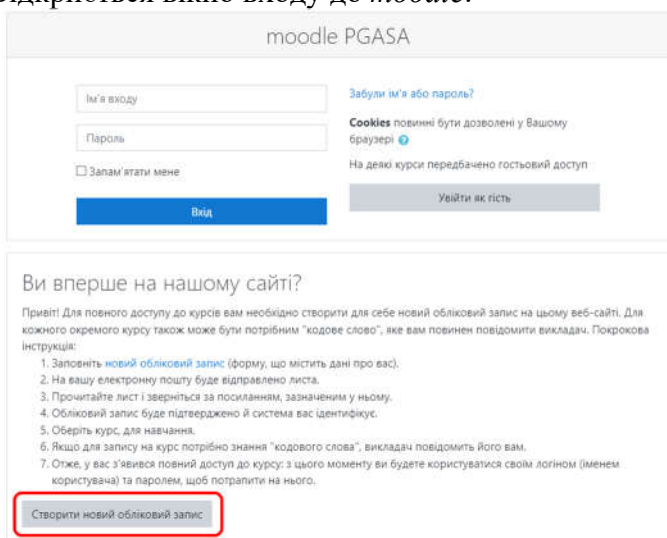 відкриється вікно входу до moodle.
moodle PGASA
Ім'я входу
Пароль
Запам'ятати мене
Вхід
Забули ім'я або пароль?
Cookies повинні бути дозволені у Вашому
браузері
На деякі курси передбачено гостьовий доступ
Увійти як гість
Ви вперше на нашому сайті?
Привіт! Для повного доступу до курсів вам необхідно створити для себе новий обліковий запис на цьому веб-сайті. Для
кожного окремого курсу також може бути потрібним "кодове слово", яке вам повинен повідомити викладач. Покрокова
інструкція:
1. Заповніть новий обліковий запис (форму, що містить дані про вас).
2. На вашу електронну пошту буде відправлено листа.
3. Прочитайте лист і зверніться за посиланням, зазначеним у ньому.
4. Обліковий запис буде підтверджено й система вас ідентифікує.
5. Оберіть курс, для навчання.
6. Якщо для запису на курс потрібно знання "кодового слова", викладач повідомить його вам.
7. Отже, у вас з'явився повний доступ до курсу: з цього моменту ви будете користуватися своїм логіном (іменем
користувача) та паролем, щоб потрапити на нього.
Створити новий обліковий запис